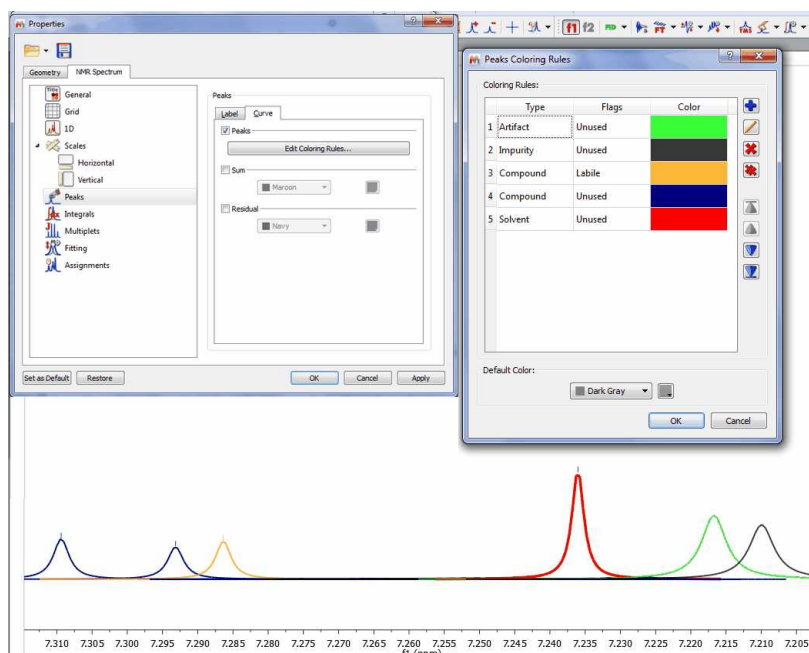 Properties
Geometry NMR Spectrum
General
Grid
1D
Scales
Horizontal
Vertical
Peaks
Integrals
Multiplets
Fitting
Assignments
Peaks
Label Curve
Peaks
Edit Coloring Rules...
Sum
Maroon
Residual
Navy
Set as Default Restore OK Cancel Apply
f1 f2
Peaks Coloring Rules
Coloring Rules:
Type Flags Color
1 Artifact Unused
2 Impurity Unused
3 Compound Labile
4 Compound Unused
5 Solvent Unused
Default Color:
Dark Gray
OK Cancel
7.310 7.305 7.300 7.295 7.290 7.285 7.280 7.275 7.270 7.265 7.260 7.255 7.250 7.245 7.240 7.235 7.230 7.225 7.220 7.215 7.210 7.205